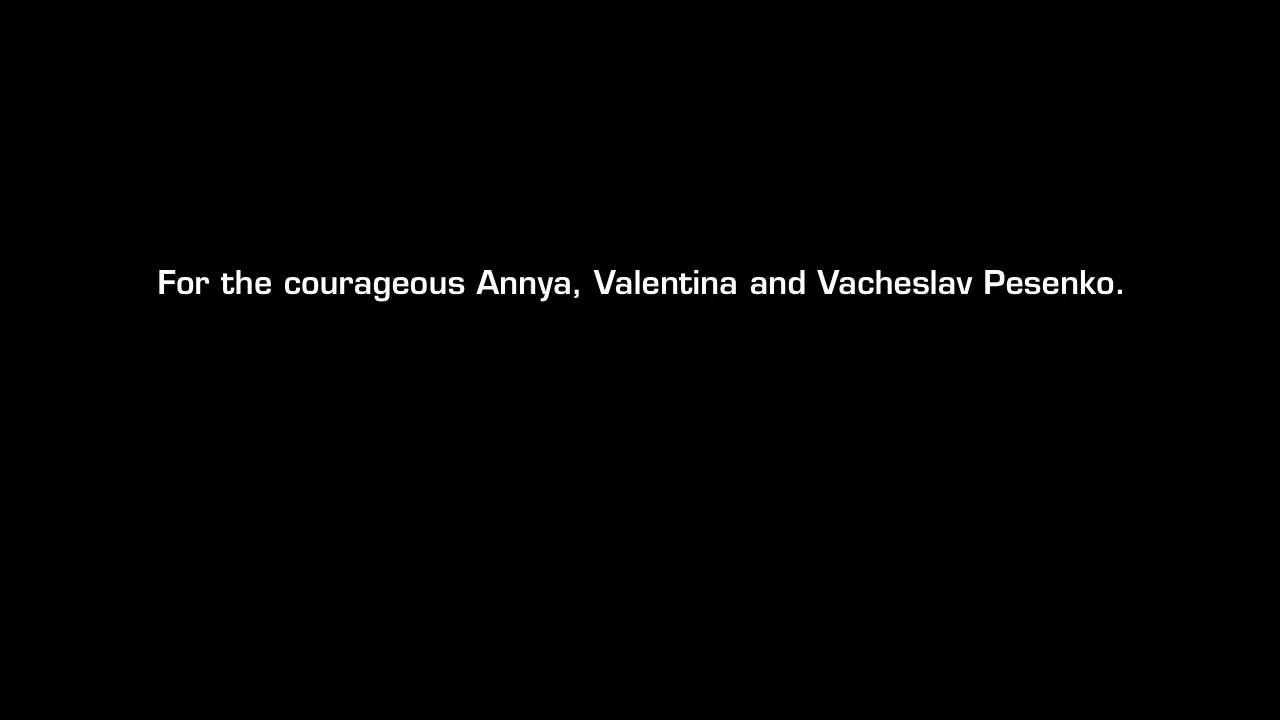 For the courageous Annya, Valentina and Vacheslav Pesenko.